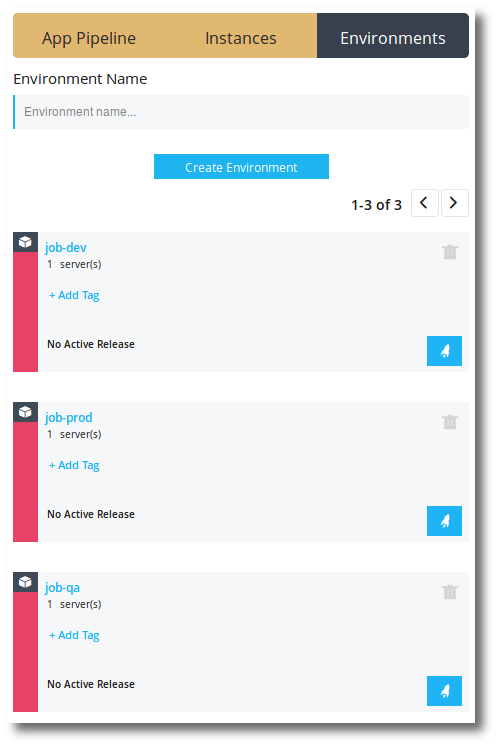 App Pipeline Instances Environments
Environment Name
Environment name...
Create Environment
1-3 of 3
job-dev
1 server(s)
+ Add Tag
No Active Release
job-prod
1 server(s)
+ Add Tag
No Active Release
job-qa
1 server(s)
+ Add Tag
No Active Release